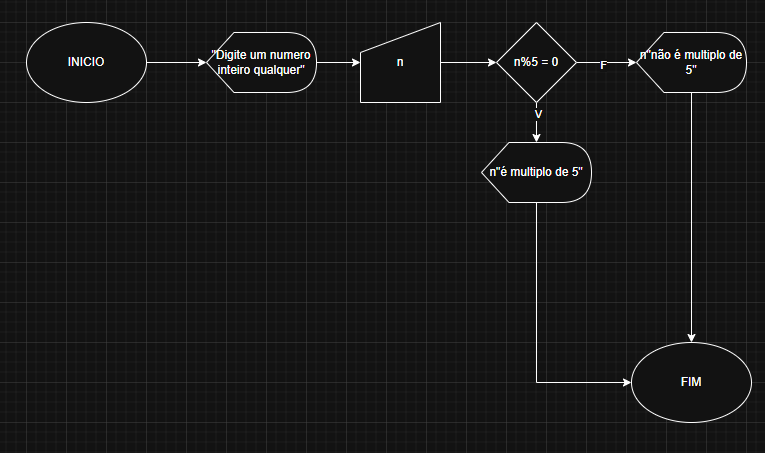 INICIO
"Digite um numero
inteiro qualquer"
n
n%5 = 0
F
n"não é multiplo de
5"
V
n"é multiplo de 5"
FIM